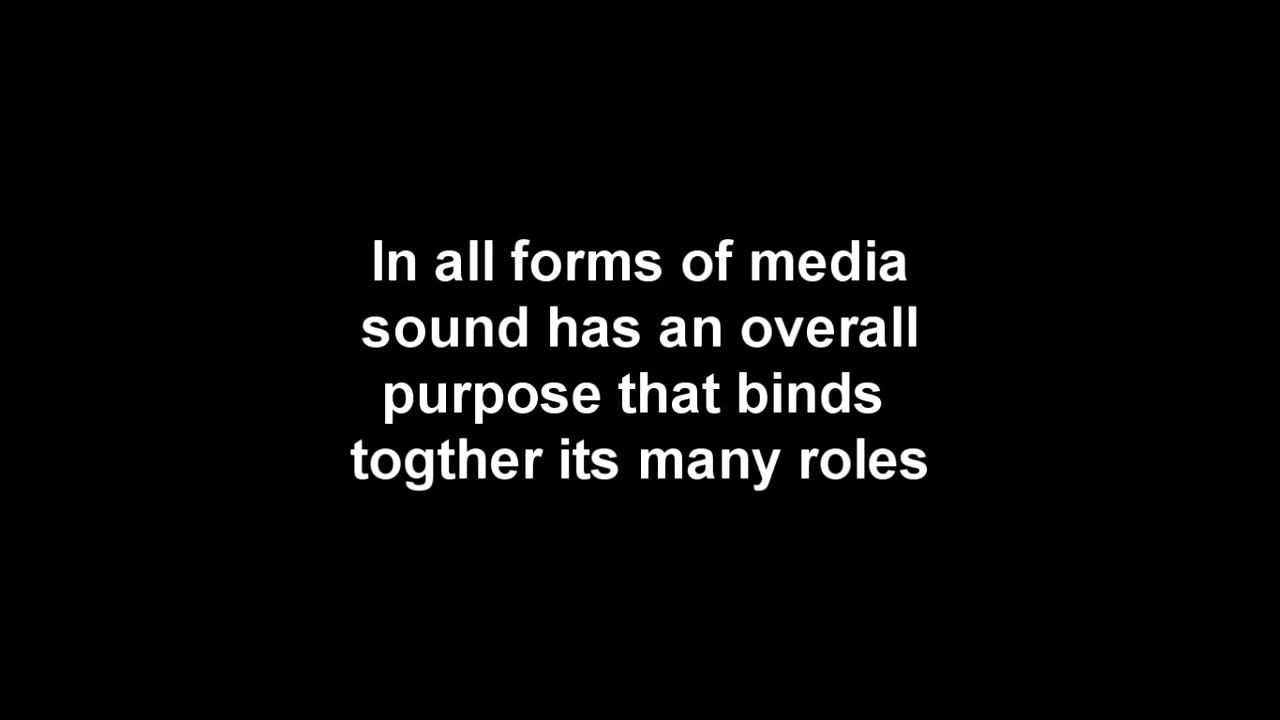 In all forms of media
sound has an overall
purpose that binds
togther its many roles